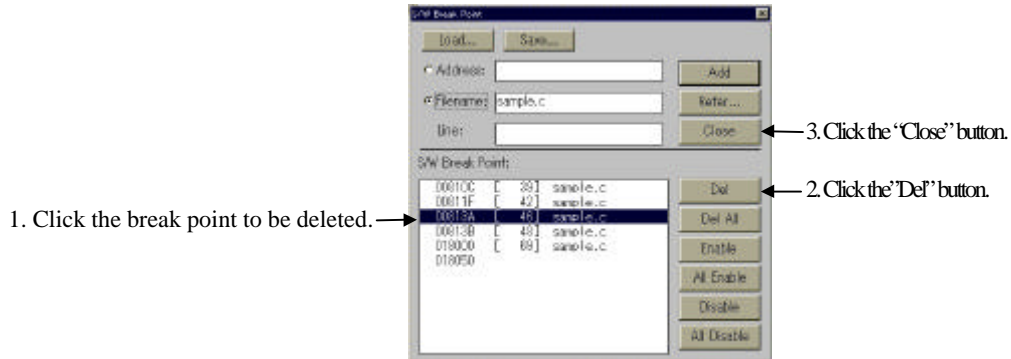 S/W Break Point
Load... Save...
Address: Add
Filename: sample.c Refer...
Line: Close
3. Click the “Close” button.
S/W Break Point:
00810C [ 39] sample.c Del
2. Click the”Del” button.
00811F [ 42] sample.c
1. Click the break point to be deleted.
00813A [ 46] sample.c Del All
00813B [ 48] sample.c
018000 [ 69] sample.c Enable
018050
All Enable
Disable
All Disable